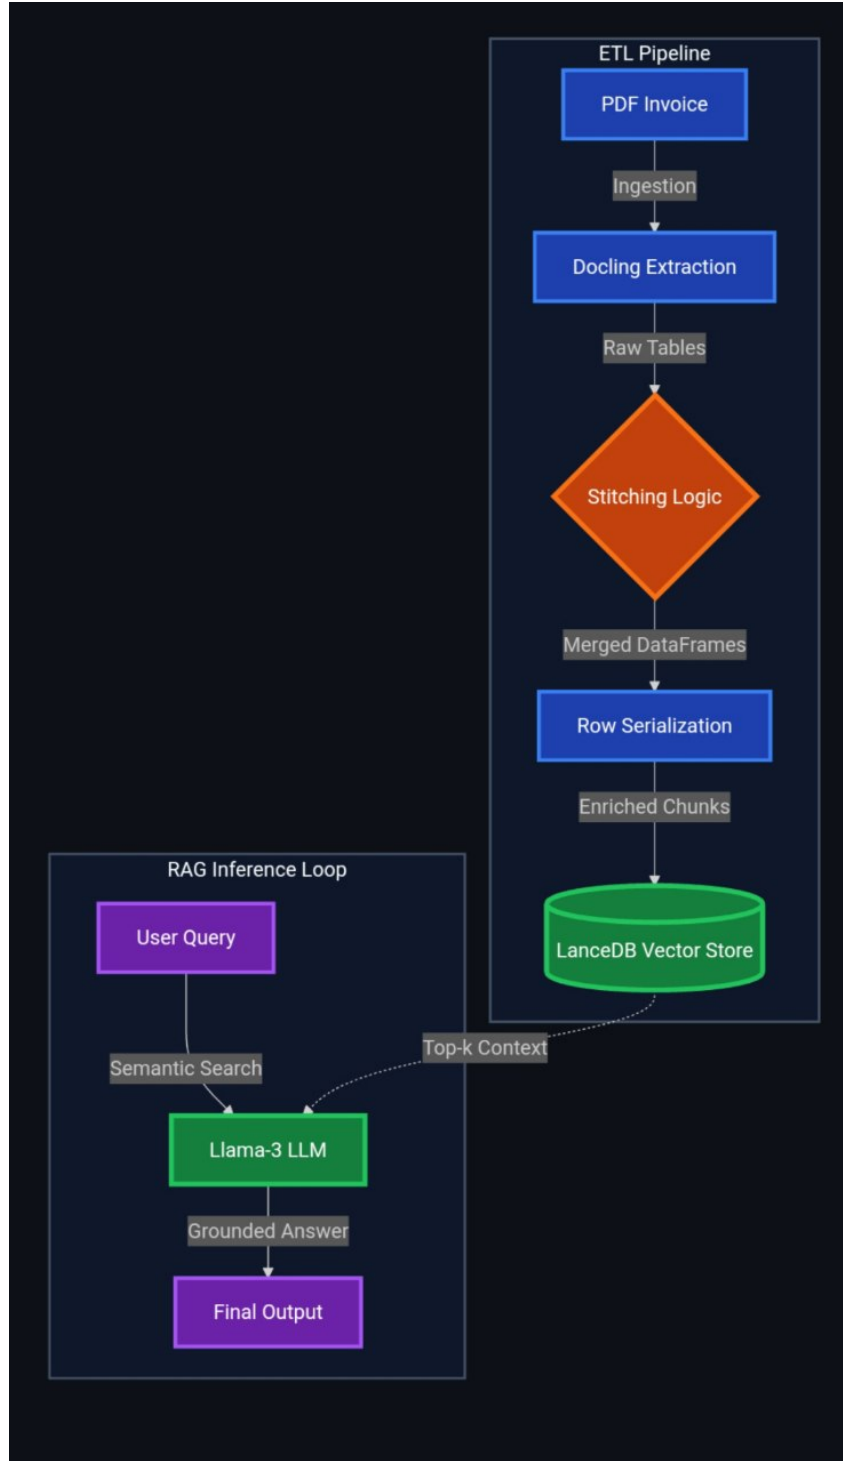 ETL Pipeline
PDF Invoice
Ingestion
Docling Extraction
Raw Tables
Stitching Logic
Merged DataFrames
Row Serialization
Enriched Chunks
LanceDB Vector Store
Top-k Context
RAG Inference Loop
User Query
Semantic Search
Llama-3 LLM
Grounded Answer
Final Output